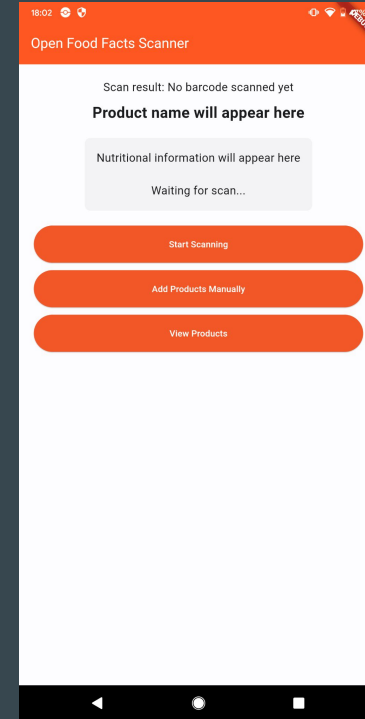 18:02
Open Food Facts Scanner
Scan result: No barcode scanned yet
Product name will appear here
Nutritional information will appear here
Waiting for scan...
Start Scanning
Add Products Manually
View Products